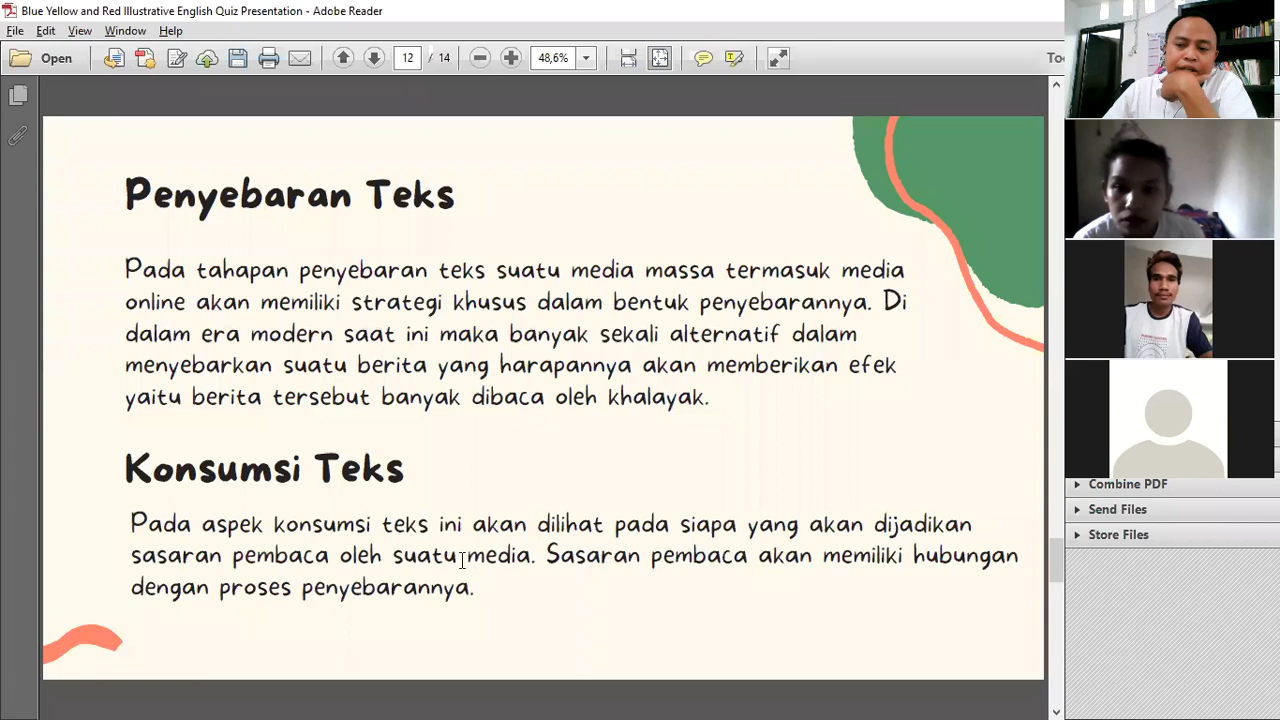 Blue Yellow and Red Illustrative English Quiz Presentation - Adobe Reader
File Edit View Window Help
Open 12 / 14 48,6% Too
Penyebaran Teks
Pada tahapan penyebaran teks suatu media massa termasuk media
online akan memiliki strategi khusus dalam bentuk penyebarannya. Di
dalam era modern saat ini maka banyak sekali alternatif dalam
menyebarkan suatu berita yang harapannya akan memberikan efek
yaitu berita tersebut banyak dibaca oleh khalayak.
Konsumsi Teks
Pada aspek konsumsi teks ini akan dilihat pada siapa yang akan dijadikan
sasaran pembaca oleh suatu media. Sasaran pembaca akan memiliki hubungan
dengan proses penyebarannya.
Combine PDF
Send Files
Store Files